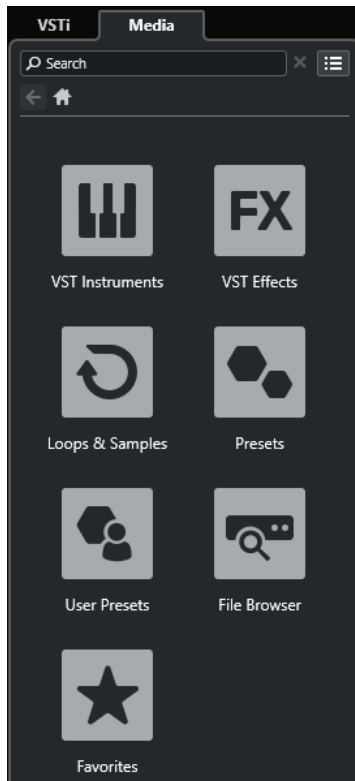 VSTi Media
Search
FX
VST Instruments VST Effects
Loops & Samples Presets
User Presets File Browser
Favorites